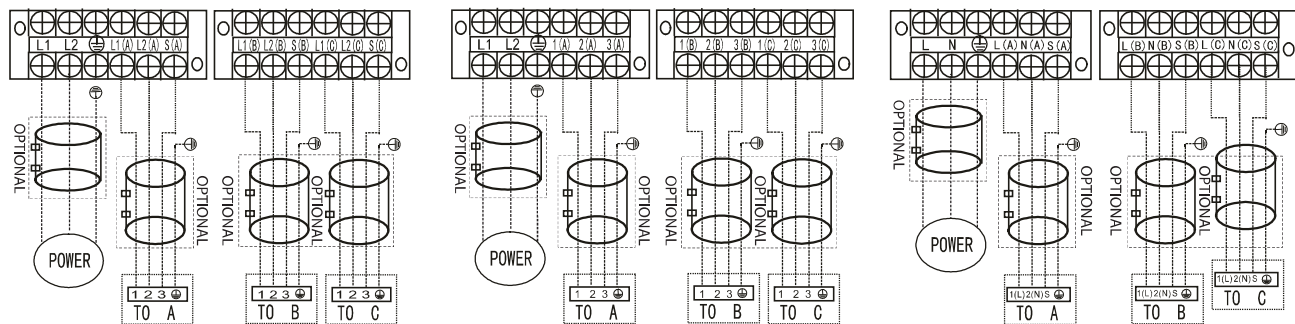 L1 L2 L1(A) L2(A) S(A)
L1(B) L2(B) S(B) L1(C) L2(C) S(C)
OPTIONAL
OPTIONAL
OPTIONAL
OPTIONAL
POWER
1 2 3
TO A
1 2 3
TO B
1 2 3
TO C
L1 L2 1(A) 2(A) 3(A)
1(B) 2(B) 3(B) 1(C) 2(C) 3(C)
OPTIONAL
OPTIONAL
OPTIONAL
OPTIONAL
POWER
1 2 3
TO A
1 2 3
TO B
1 2 3
TO C
L N L(A) N(A) S(A)
L(B) N(B) S(B) L(C) N(C) S(C)
OPTIONAL
OPTIONAL
OPTIONAL
OPTIONAL
POWER
1(L)2(N)S
TO A
1(L)2(N)S
TO B
1(L)2(N)S
TO C